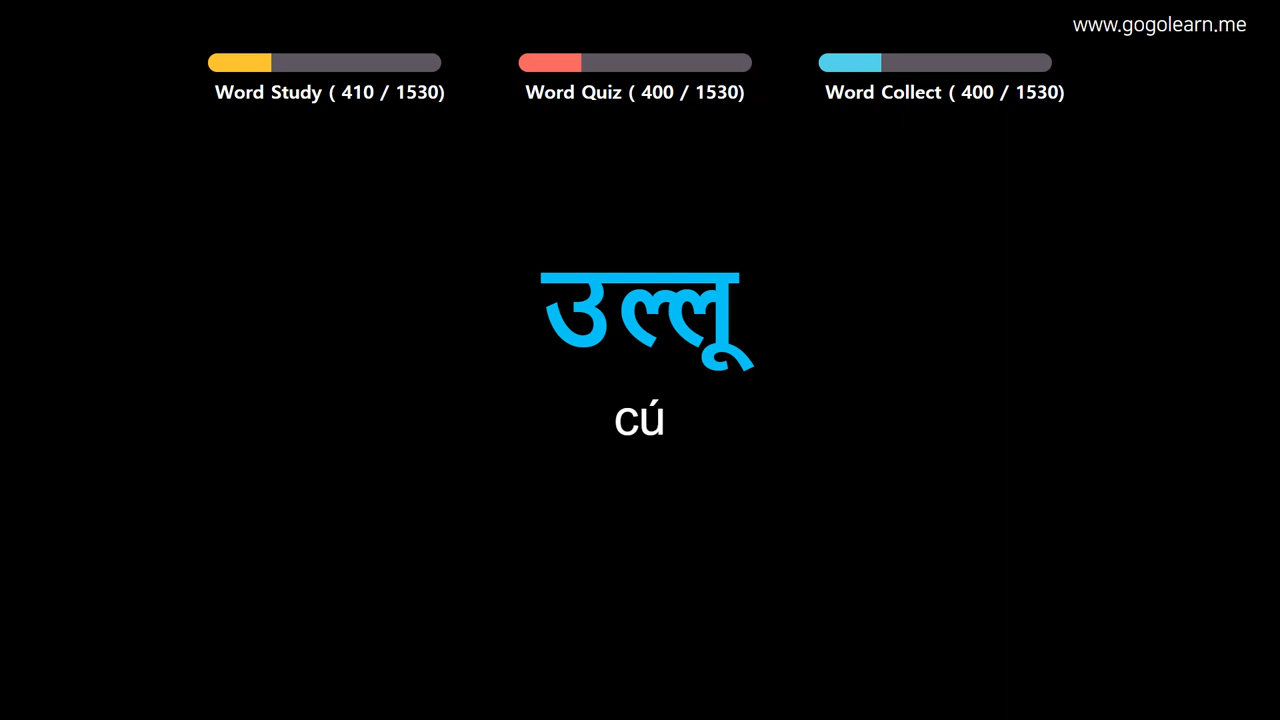 www.gogolearn.me
Word Study ( 410 / 1530)
Word Quiz ( 400 / 1530)
Word Collect ( 400 / 1530)
उल्लू
cú